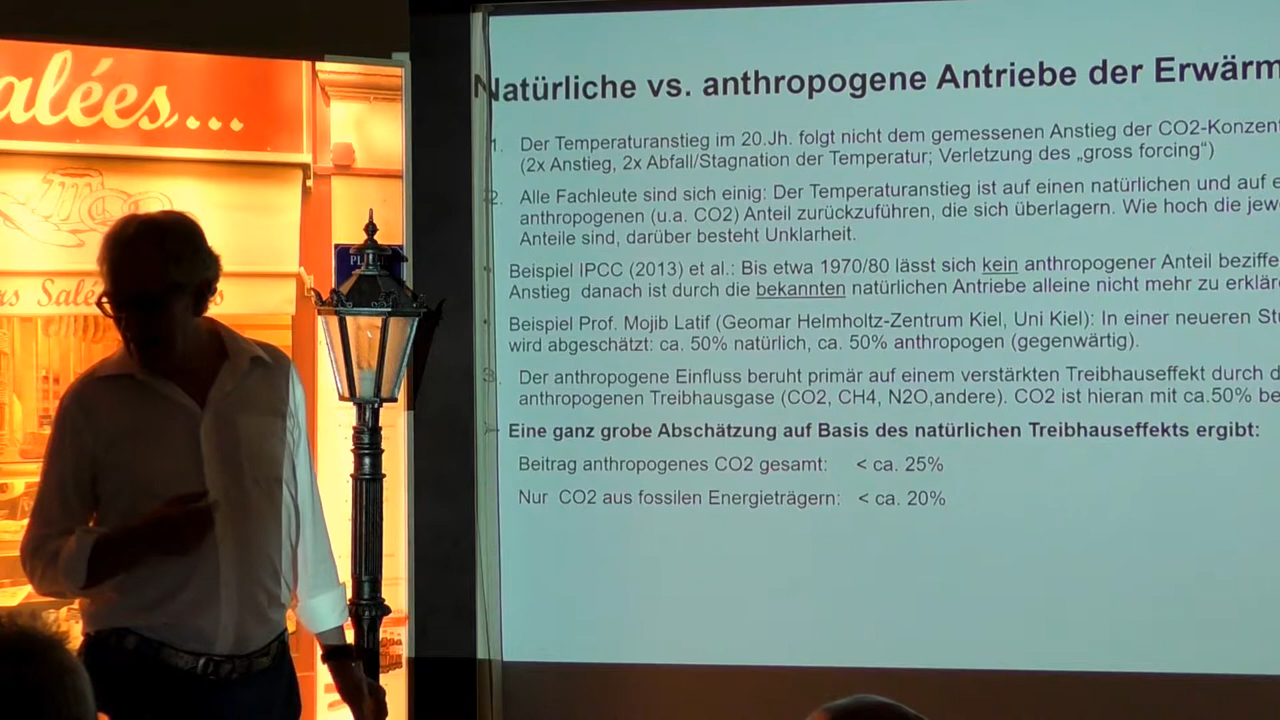 alées,...
rs Salé s
PL
Natürliche vs. anthropogene Antriebe der Erwärm
1. Der Temperaturanstieg im 20.Jh. folgt nicht dem gemessenen Anstieg der CO2-Konzent
(2x Anstieg, 2x Abfall/Stagnation der Temperatur; Verletzung des „gross forcing“)
2. Alle Fachleute sind sich einig: Der Temperaturanstieg ist auf einen natürlichen und auf e
anthropogenen (u.a. CO2) Anteil zurückzuführen, die sich überlagern. Wie hoch die jew
Anteile sind, darüber besteht Unklarheit.
Beispiel IPCC (2013) et al.: Bis etwa 1970/80 lässt sich kein anthropogener Anteil beziffe
Anstieg danach ist durch die bekannten natürlichen Antriebe alleine nicht mehr zu erklär
Beispiel Prof. Mojib Latif (Geomar Helmholtz-Zentrum Kiel, Uni Kiel): In einer neueren Stu
wird abgeschätzt: ca. 50% natürlich, ca. 50% anthropogen (gegenwärtig).
3. Der anthropogene Einfluss beruht primär auf einem verstärkten Treibhauseffekt durch d
anthropogenen Treibhausgase (CO2, CH4, N2O,andere). CO2 ist hieran mit ca.50% be
Eine ganz grobe Abschätzung auf Basis des natürlichen Treibhauseffekts ergibt:
Beitrag anthropogenes CO2 gesamt: < ca. 25%
Nur CO2 aus fossilen Energieträgern: < ca. 20%